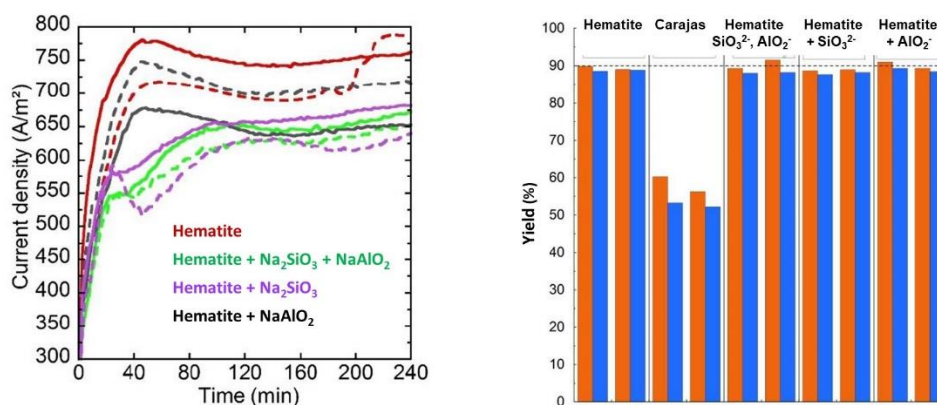 800
750
700
650
600
550
500
450
400
350
300
0 40 80 120 160 200 240
Current density (A/m²)
Time (min)
Hematite
Hematite + Na₂SiO₃ + NaAlO₂
Hematite + Na₂SiO₃
Hematite + NaAlO₂
Hematite Carajas Hematite Hematite Hematite
SiO₃²⁻, AlO₂⁻ + SiO₃²⁻ + AlO₂⁻
100
90
80
70
60
50
40
30
20
10
0
Yield (%)